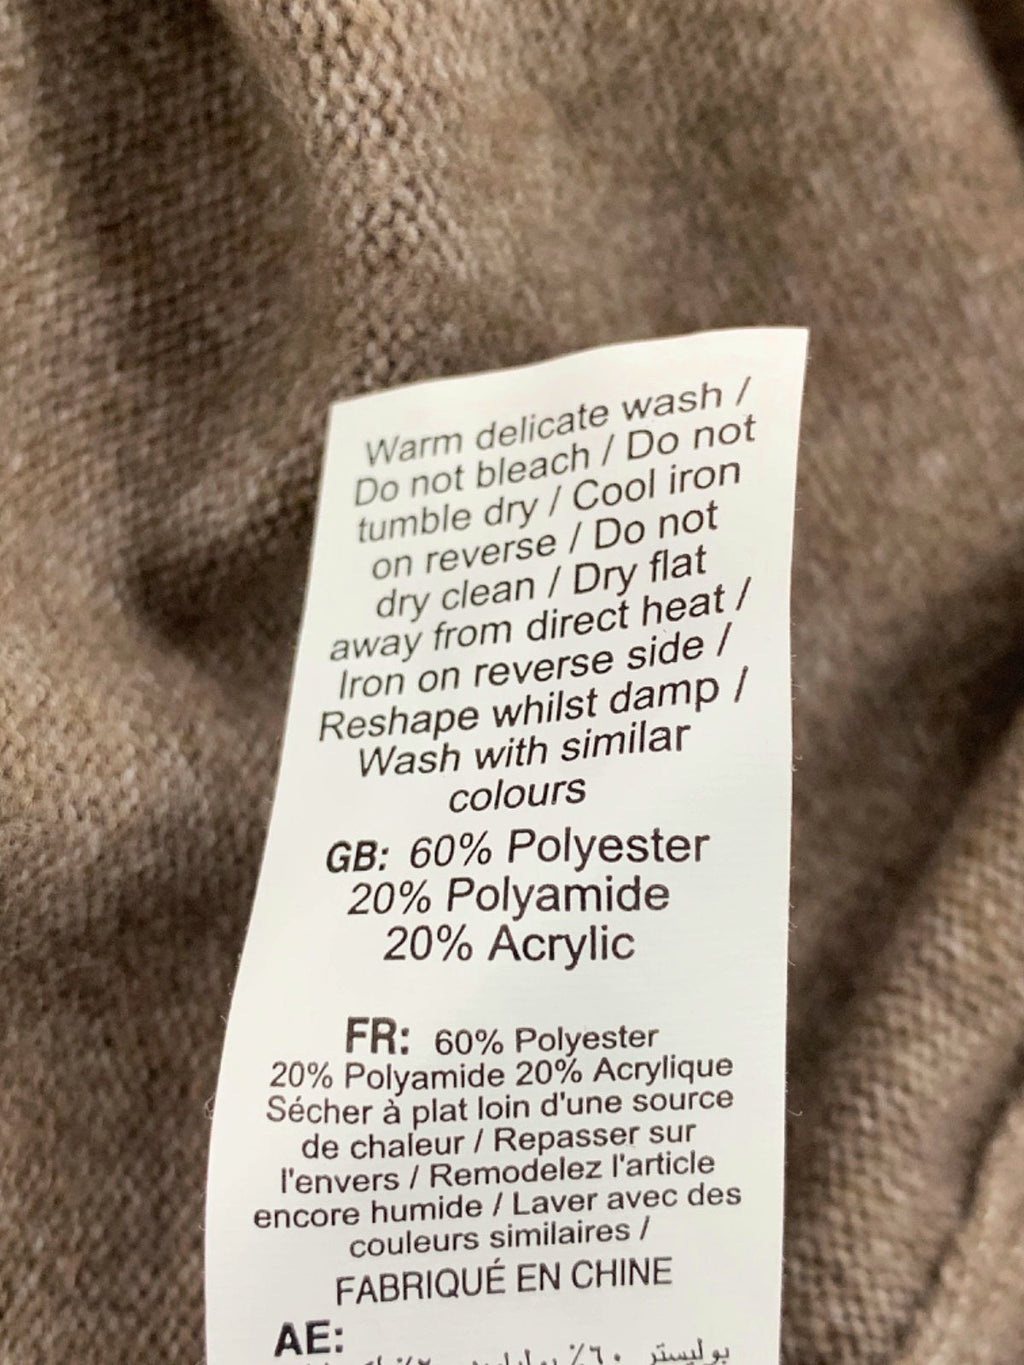 Warm delicate wash /
Do not bleach / Do not
tumble dry / Cool iron
on reverse / Do not
dry clean / Dry flat
away from direct heat /
Iron on reverse side /
Reshape whilst damp /
Wash with similar
colours
GB: 60% Polyester
20% Polyamide
20% Acrylic
FR: 60% Polyester
20% Polyamide 20% Acrylique
Sécher à plat loin d'une source
de chaleur / Repasser sur
l'envers / Remodelez l'article
encore humide / Laver avec des
couleurs similaires /
FABRIQUÉ EN CHINE
AE:
بوليستر ٦٠٪